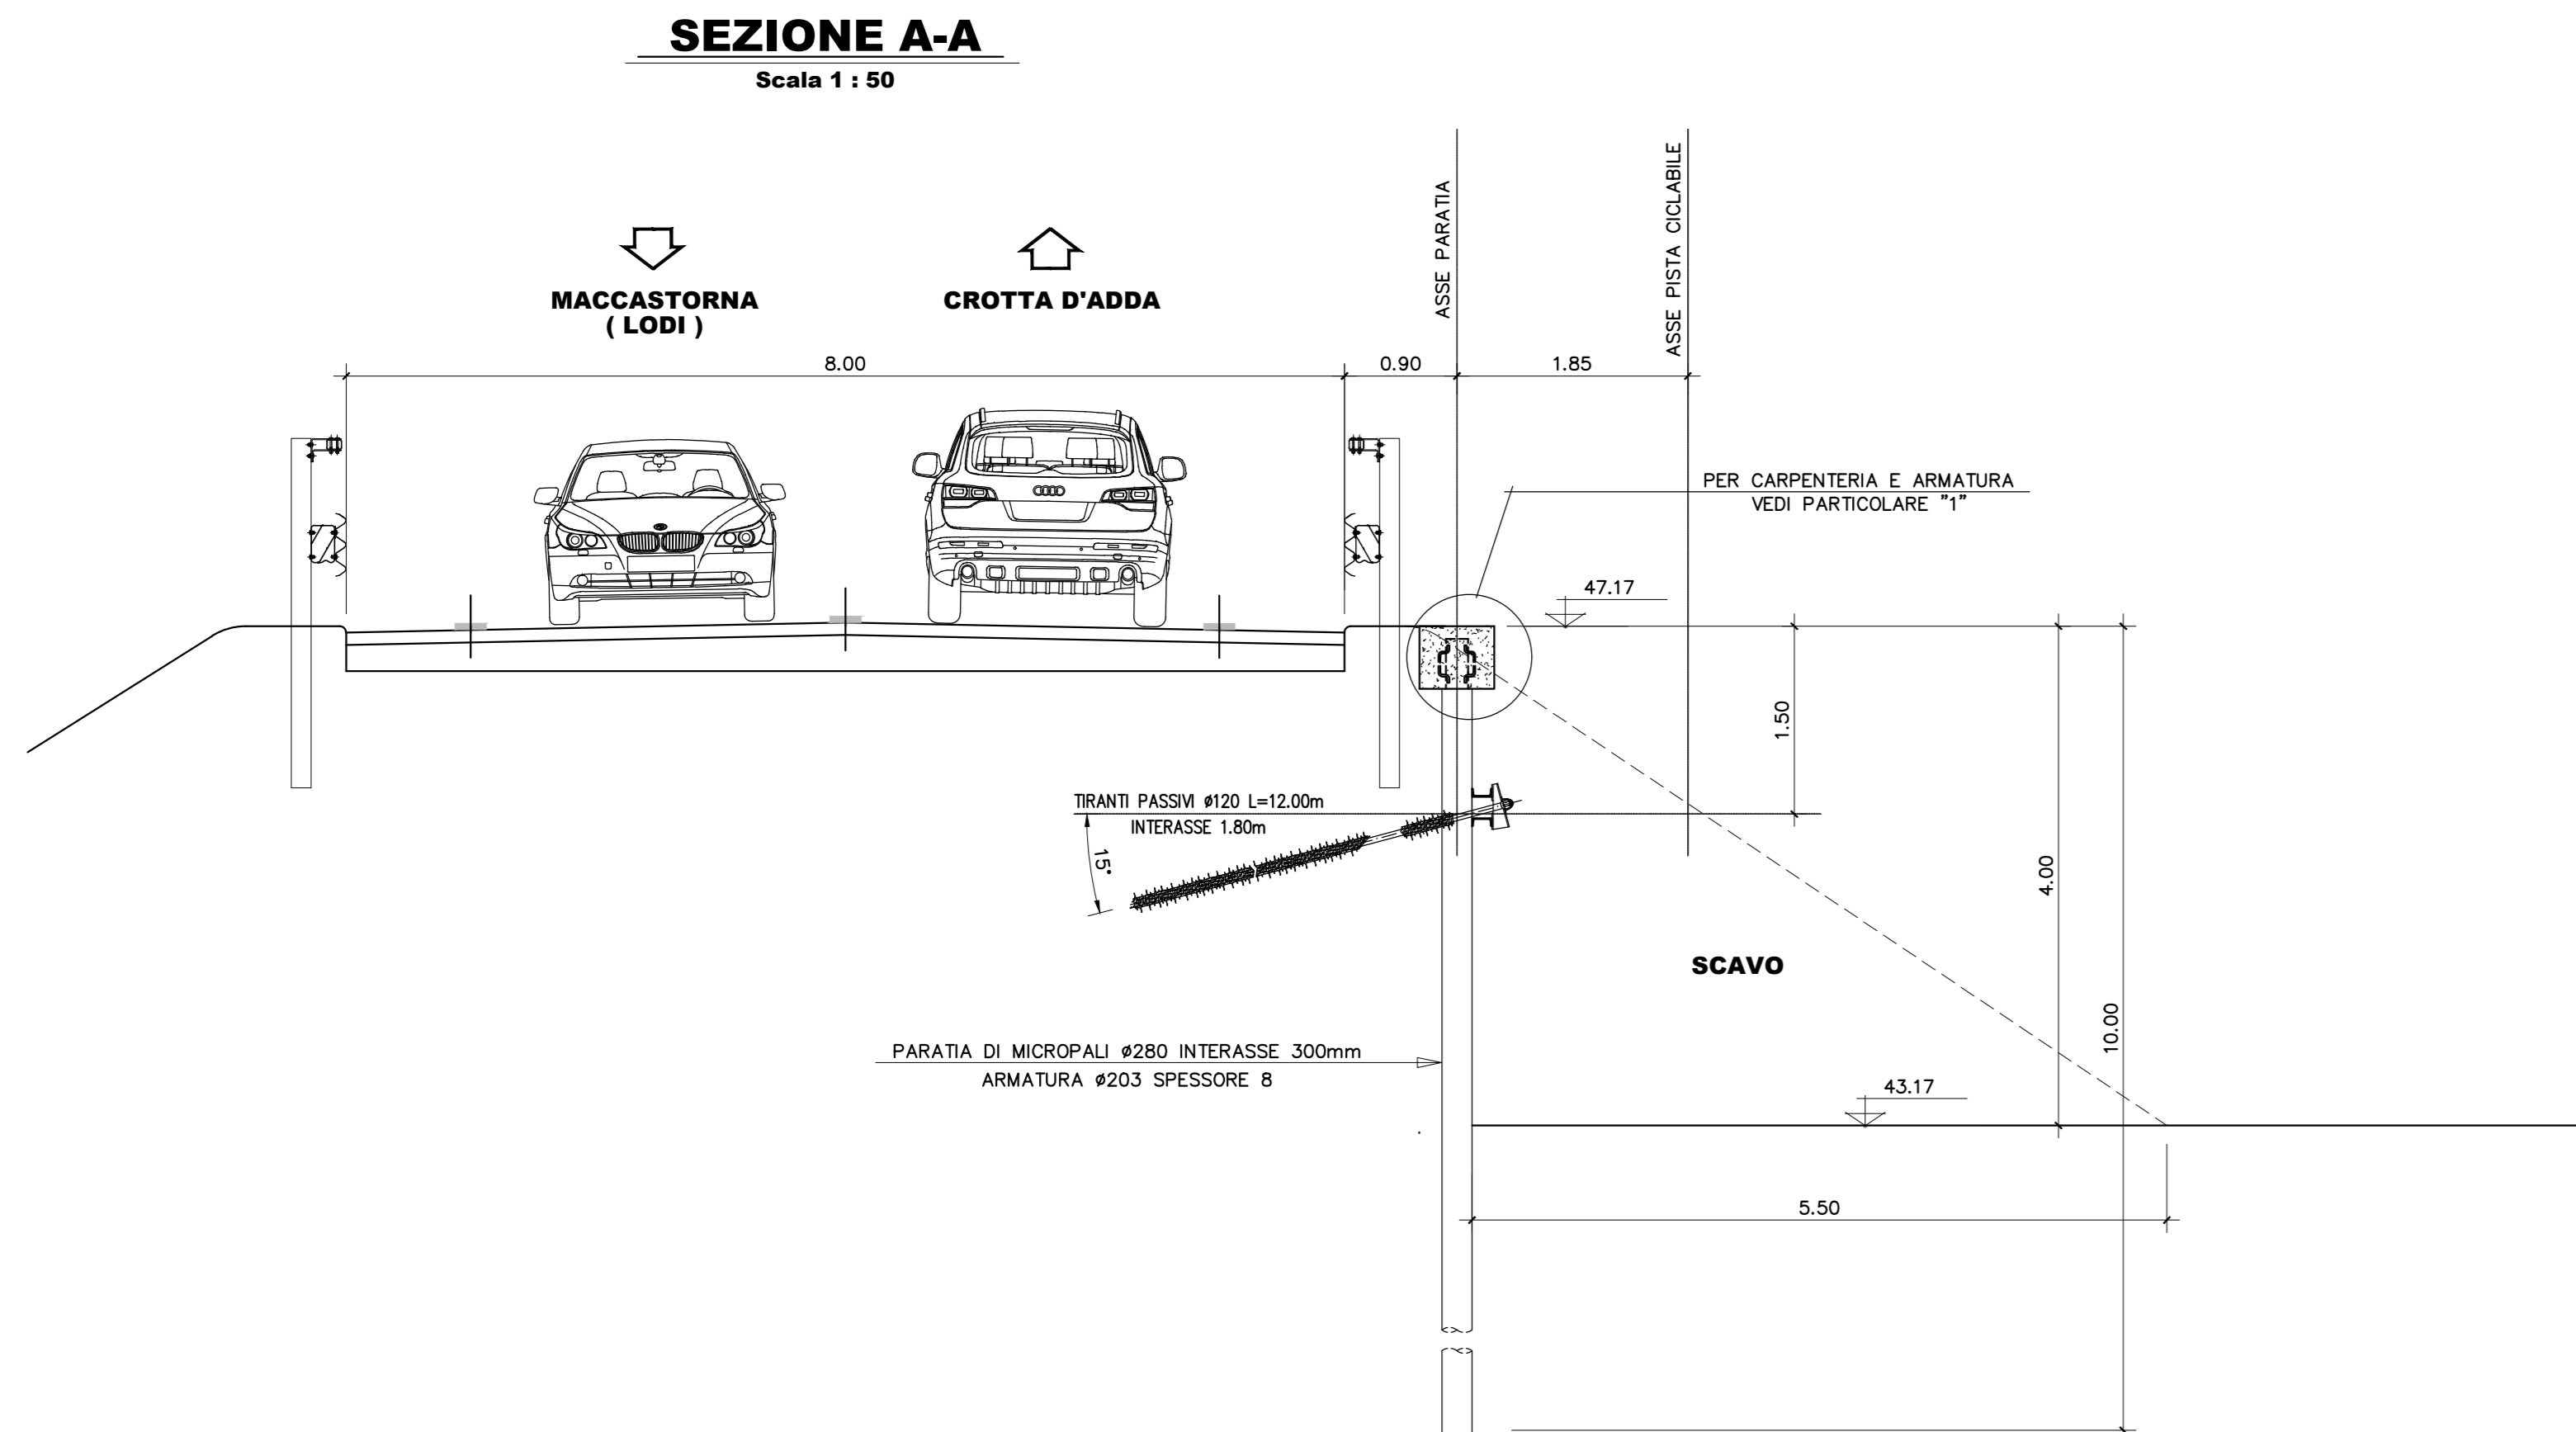 SEZIONE A-A
Scala 1 : 50
ASSE PARATIA
ASSE PISTA CICLABILE
MACCASTORNA
( LODI )
CROTTA D'ADDA
8.00
0.90
1.85
PER CARPENTERIA E ARMATURA
VEDI PARTICOLARE "1"
47.17
1.50
TIRANTI PASSIVI ø120 L=12.00m
INTERASSE 1.80m
15°
4.00
SCAVO
10.00
PARATIA DI MICROPALI ø280 INTERASSE 300mm
ARMATURA ø203 SPESSORE 8
43.17
5.50